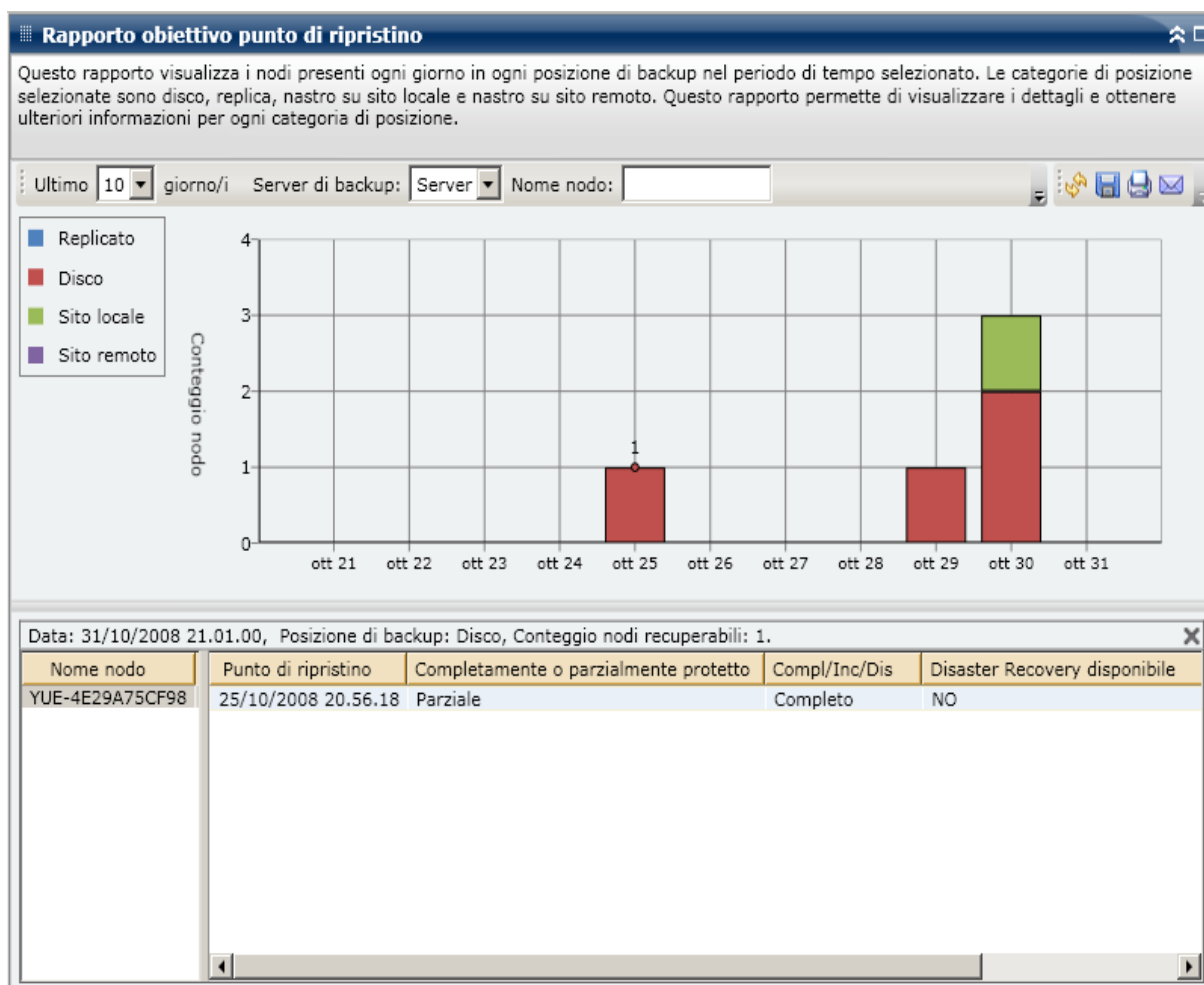 Rapporto obiettivo punto di ripristino
Questo rapporto visualizza i nodi presenti ogni giorno in ogni posizione di backup nel periodo di tempo selezionato. Le categorie di posizione
selezionate sono disco, replica, nastro su sito locale e nastro su sito remoto. Questo rapporto permette di visualizzare i dettagli e ottenere
ulteriori informazioni per ogni categoria di posizione.
Ultimo 10 giorno/i Server di backup: Server Nome nodo:
Replicato
Disco
Sito locale
Sito remoto
Conteggio nodo
4
3
2
1
0
1
ott 21 ott 22 ott 23 ott 24 ott 25 ott 26 ott 27 ott 28 ott 29 ott 30 ott 31
Data: 31/10/2008 21.01.00, Posizione di backup: Disco, Conteggio nodi recuperabili: 1.
Nome nodo Punto di ripristino Completamente o parzialmente protetto Compl/Inc/Dis Disaster Recovery disponibile
YUE-4E29A75CF98 25/10/2008 20.56.18 Parziale Completo NO